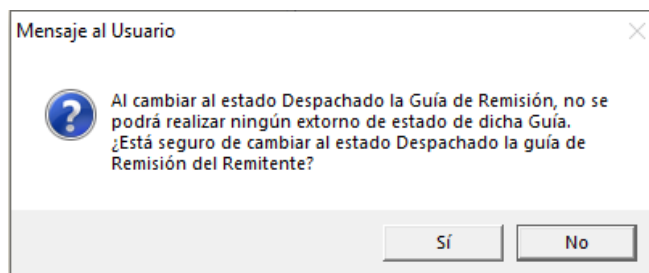 Mensaje al Usuario
Al cambiar al estado Despachado la Guía de Remisión, no se
podrá realizar ningún extorno de estado de dicha Guía.
¿Está seguro de cambiar al estado Despachado la guía de
Remisión del Remitente?
Sí
No